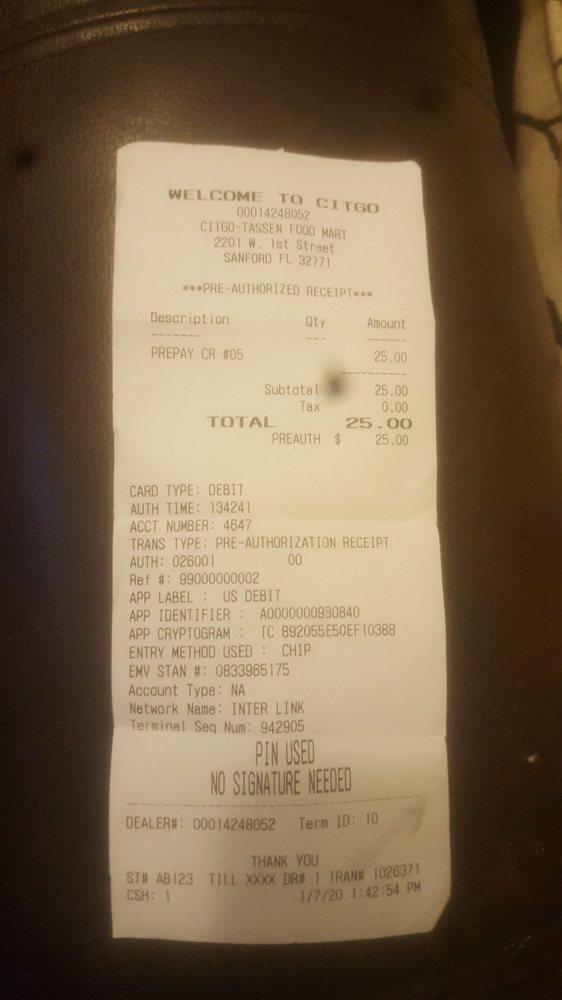 WELCOME TO CITGO
00014248052
CITGO-TASSEN FOOD MART
2201 W. 1st Street
SANFORD FL 32771
***PRE-AUTHORIZED RECEIPT***
Description Qty Amount
------- --- ------
PREPAY CR #05 25.00
----------
Subtotal 25.00
Tax 0.00
TOTAL 25.00
PREAUTH $ 25.00
CARD TYPE: DEBIT
AUTH TIME: 134241
ACCT NUMBER: 4647
TRANS TYPE: PRE-AUTHORIZATION RECEIPT
AUTH: 026001 00
Ref #: 99000000002
APP LABEL : US DEBIT
APP IDENTIFIER : A0000000980840
APP CRYPTOGRAM : TC 892055E50EF10388
ENTRY METHOD USED : CHIP
EMV STAN #: 0833965175
Account Type: NA
Network Name: INTER LINK
Terminal Seq Num: 942905
PIN USED
NO SIGNATURE NEEDED
DEALER#: 00014248052 Term ID: 10
THANK YOU
ST# AB123 TILL XXXX DR# 1 TRAN# 1026371
CSH: 1 1/7/20 1:42:54 PM